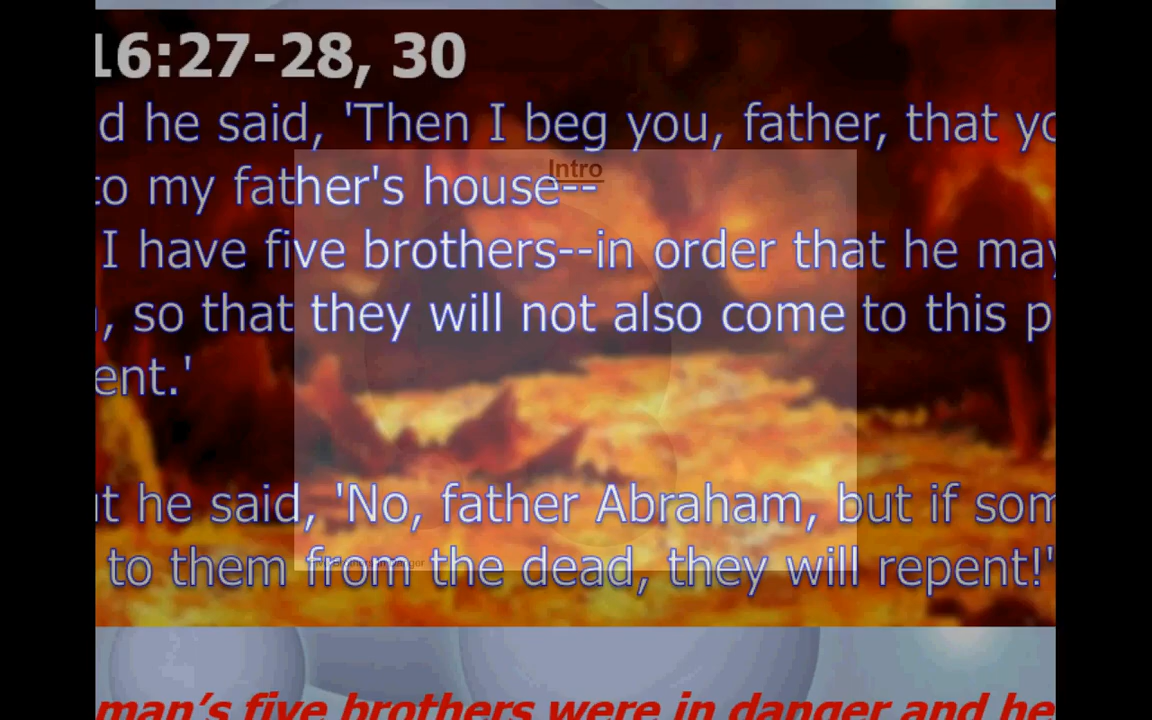 16:27-28, 30
d he said, 'Then I beg you, father, that yo
Intro
to my father's house--
I have five brothers--in order that he may
, so that they will not also come to this p
ent.'
ut he said, 'No, father Abraham, but if som
to them from the dead, they will repent!'
man's five brothers were in danger and he